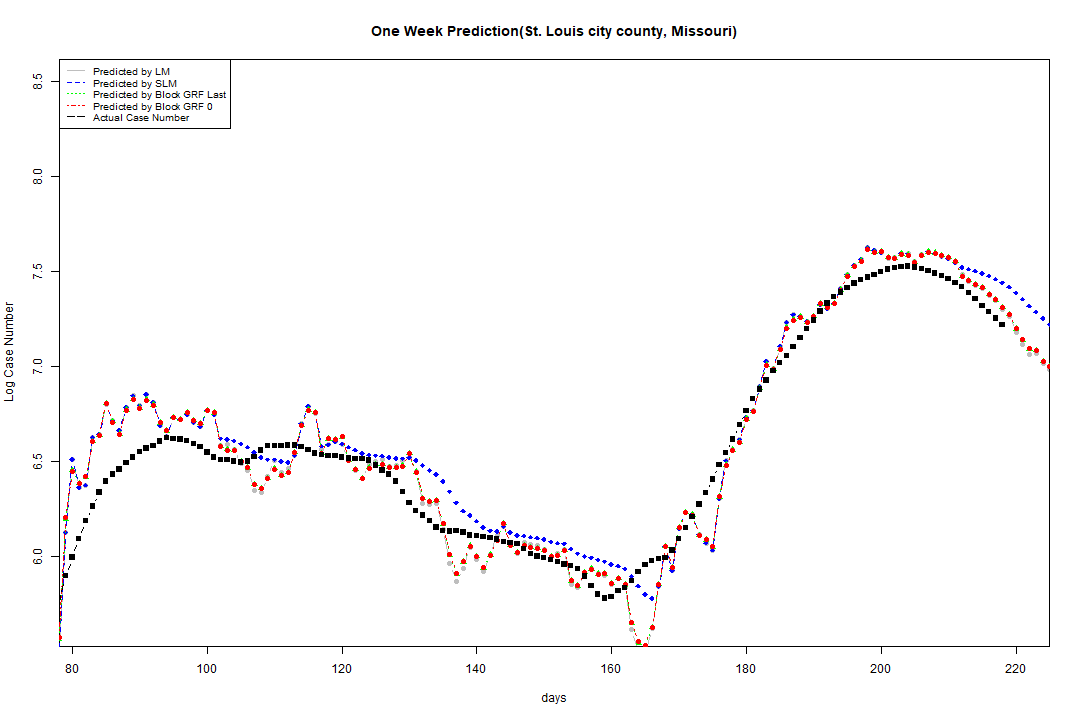 One Week Prediction(St. Louis city county, Missouri)
Predicted by LM
Predicted by SLM
Predicted by Block GRF Last
Predicted by Block GRF 0
Actual Case Number
8.5
8.0
7.5
7.0
6.5
6.0
Log Case Number
80 100 120 140 160 180 200 220
days